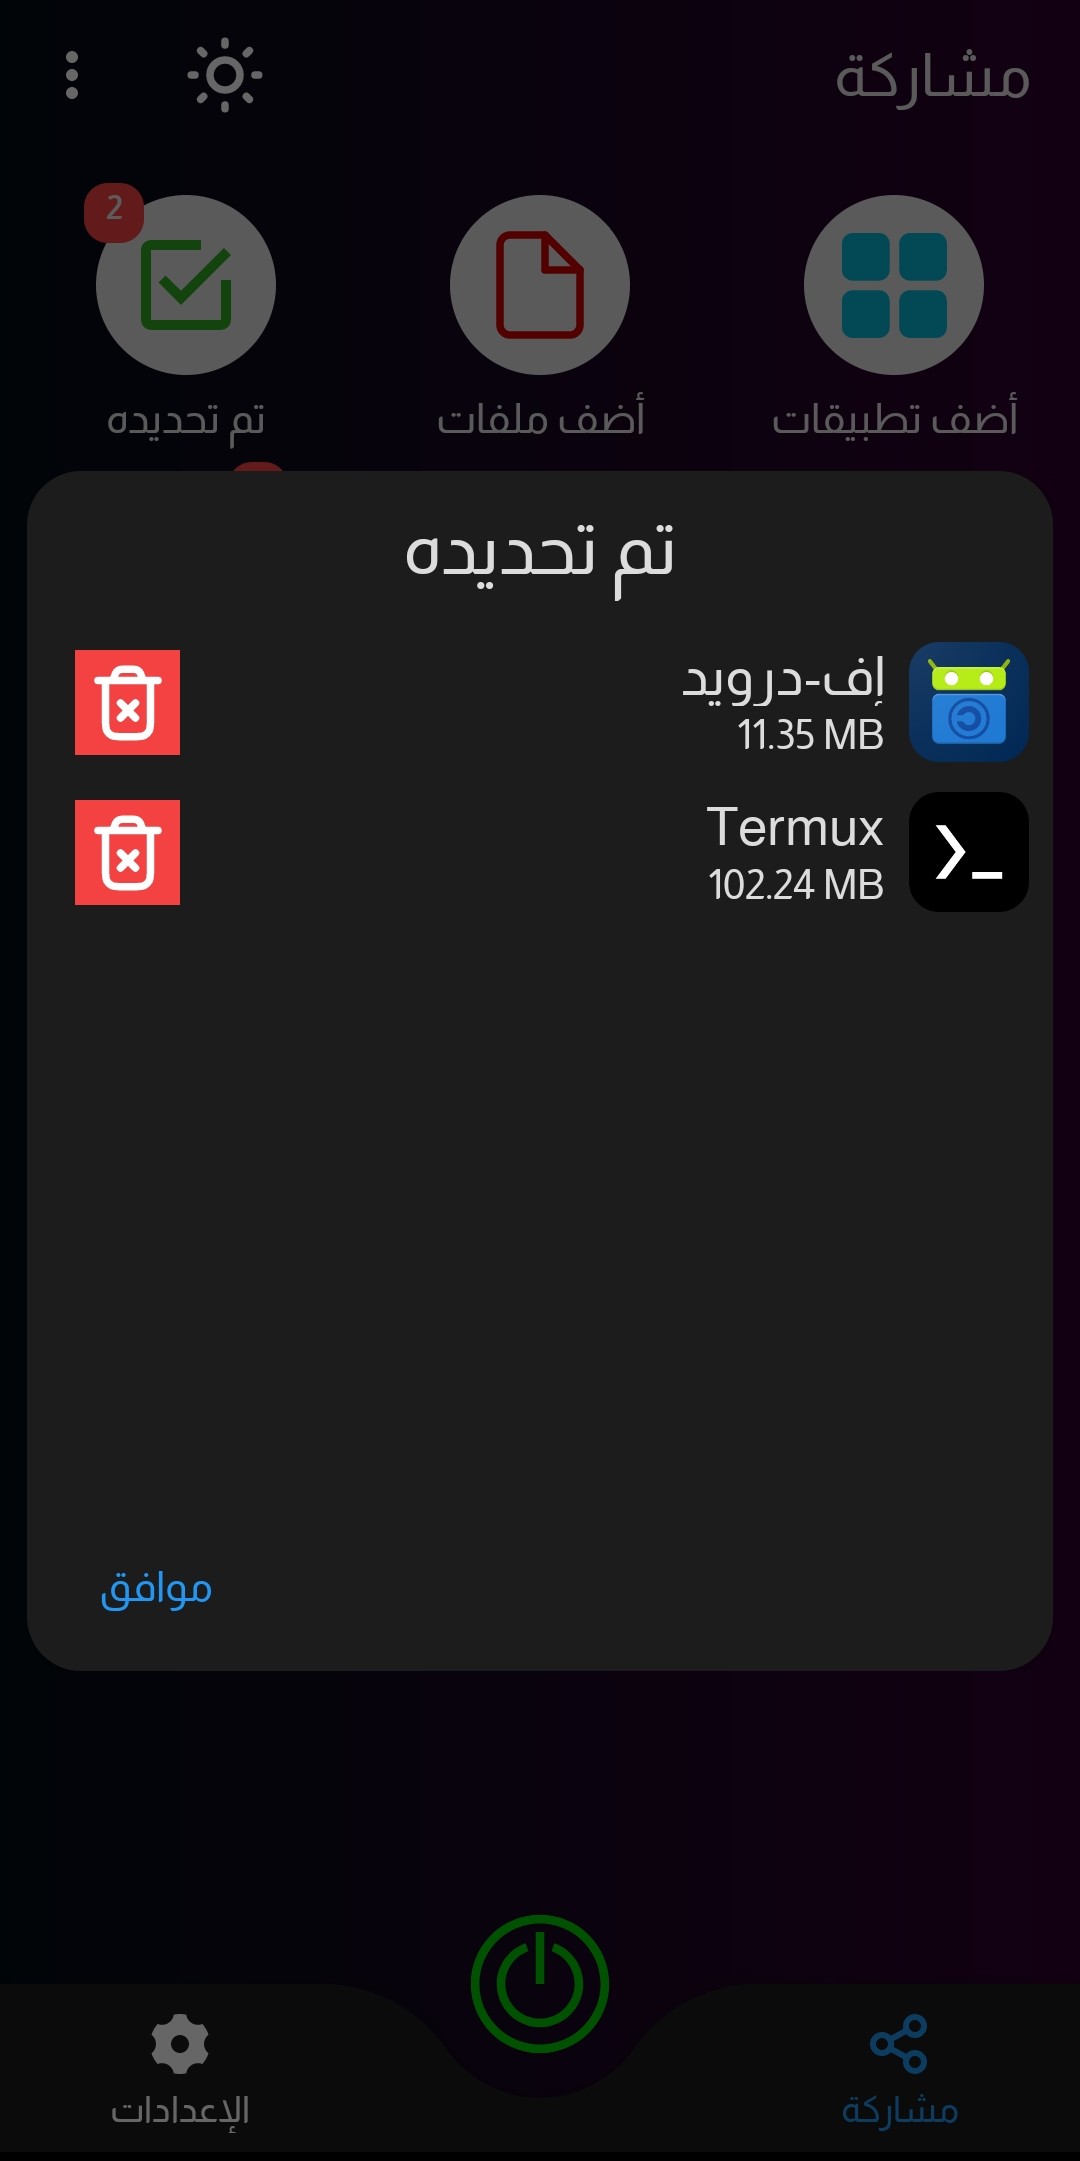 مشاركة
2
أضف تطبيقات
أضف ملفات
تم تحديده
تم تحديده
إف-درويد
11.35 MB
Termux
102.24 MB
موافق
مشاركة
الإعدادات